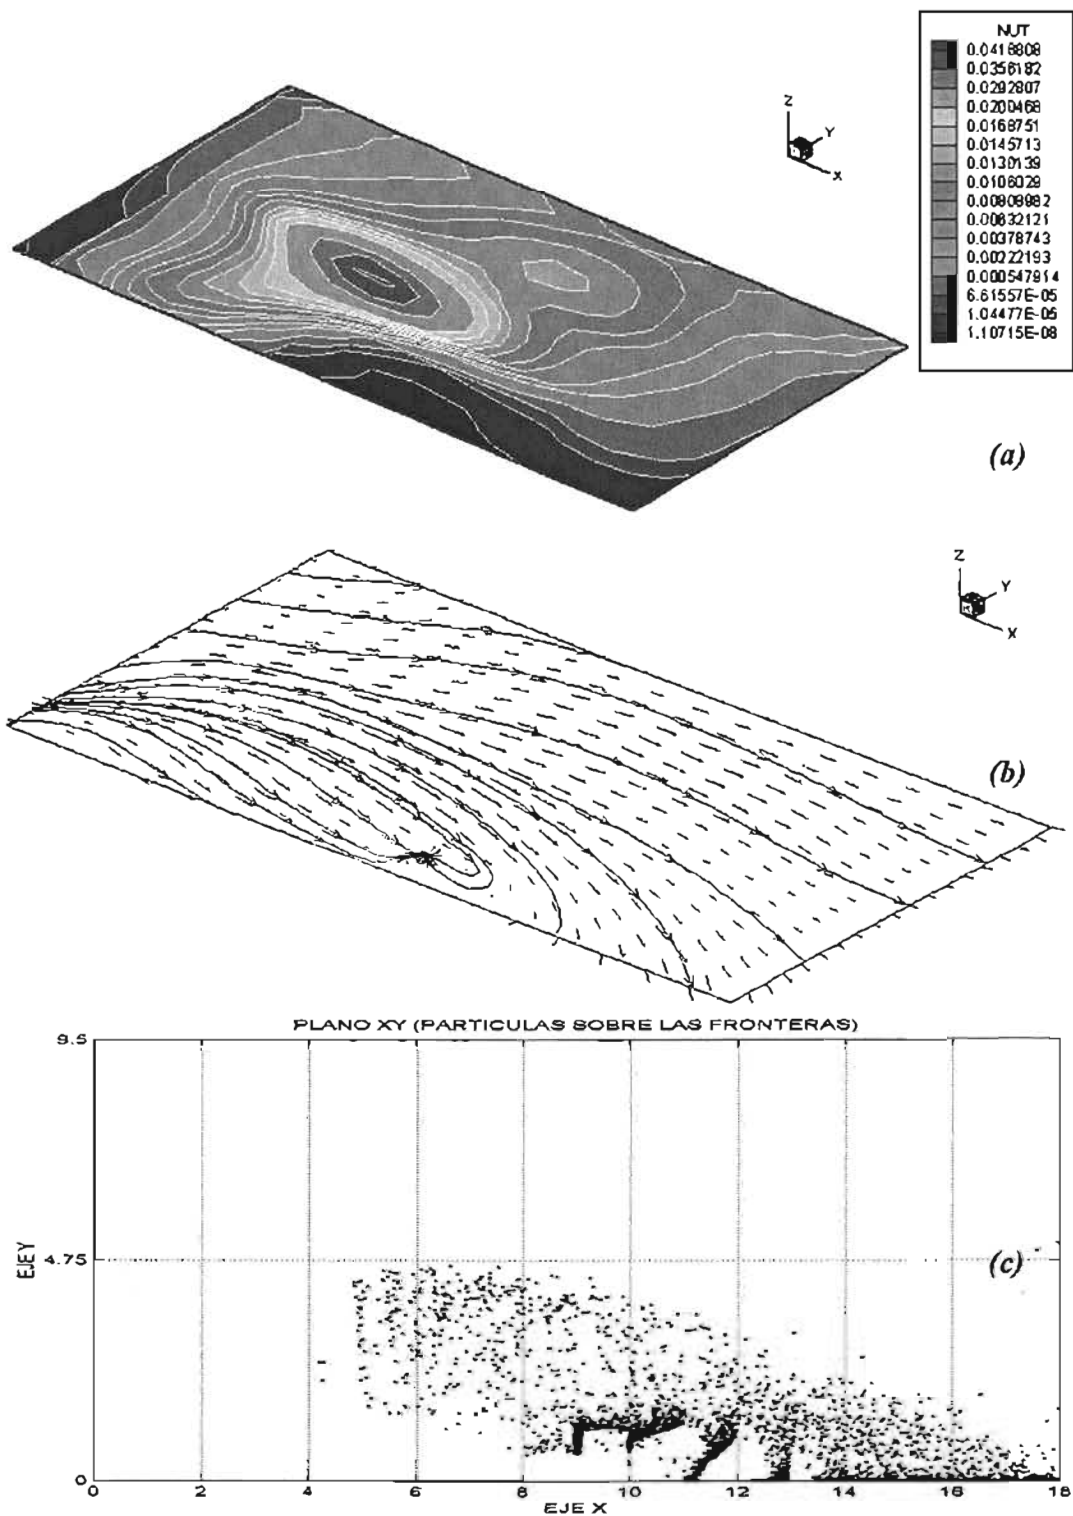 NUT
0.0418808
0.0356182
0.0292807
0.0200468
0.0168751
0.0145713
0.0130139
0.0106029
0.00808982
0.00632121
0.00378743
0.00222193
0.000547914
6.61557E-05
1.04477E-05
1.10715E-08
Z
Y
X
(a)
Z
Y
X
(b)
PLANO XY (PARTICULAS SOBRE LAS FRONTERAS)
9.5
EJE Y
4.75
(c)
0
0 2 4 6 8 10 12 14 16 18
EJE X